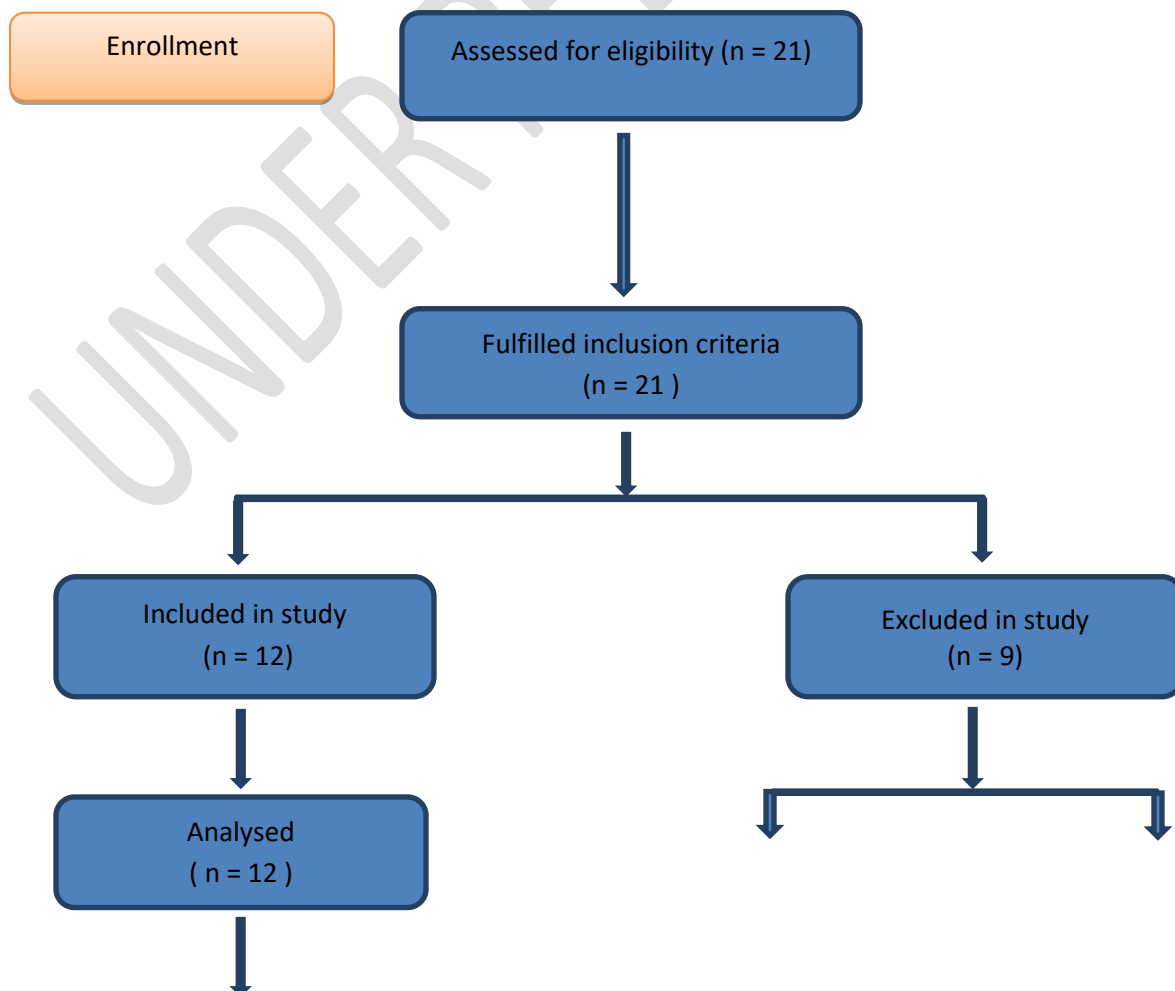 Enrollment
Assessed for eligibility (n = 21)
Fulfilled inclusion criteria
(n = 21 )
Included in study
(n = 12)
Excluded in study
(n = 9)
Analysed
( n = 12 )
UNDER